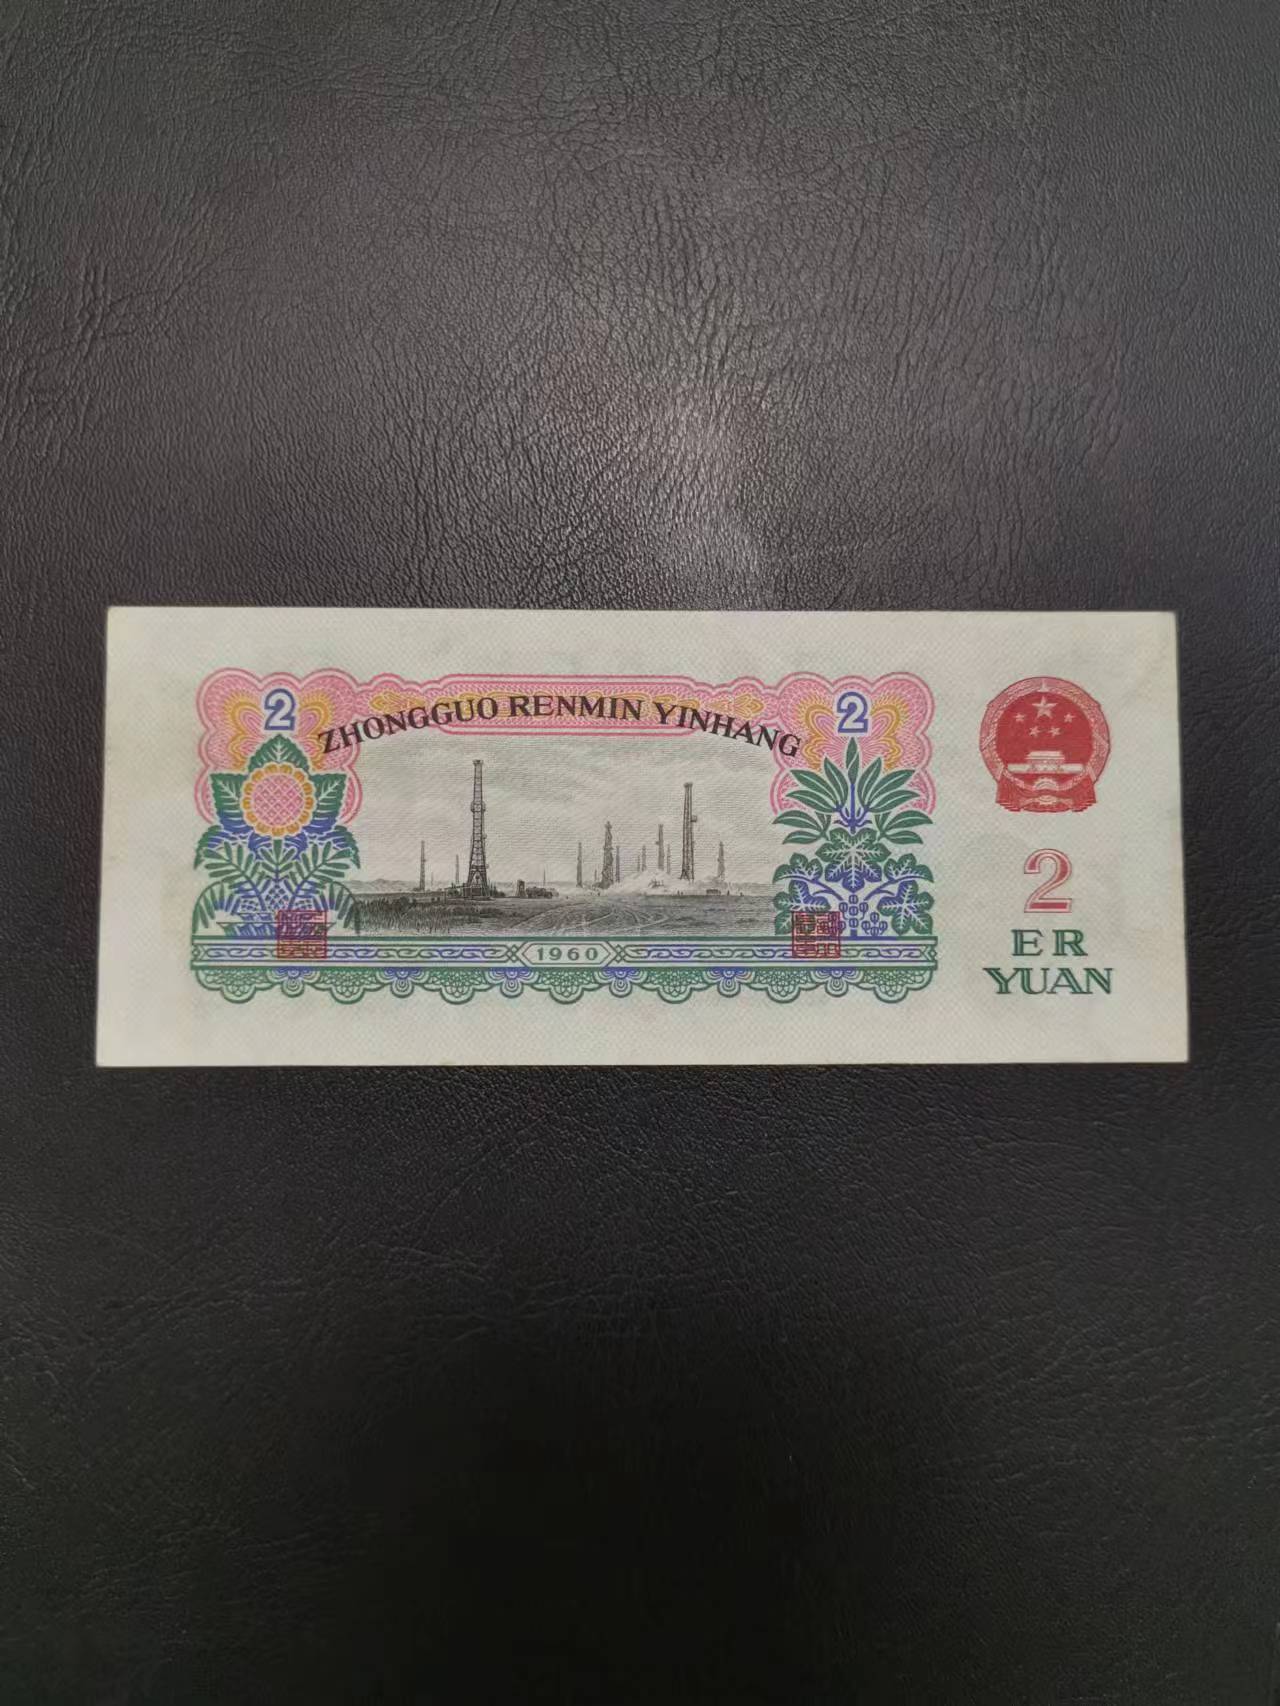 2
2
ZHONGGUO RENMIN YINHANG
1960
2
ER
YUAN